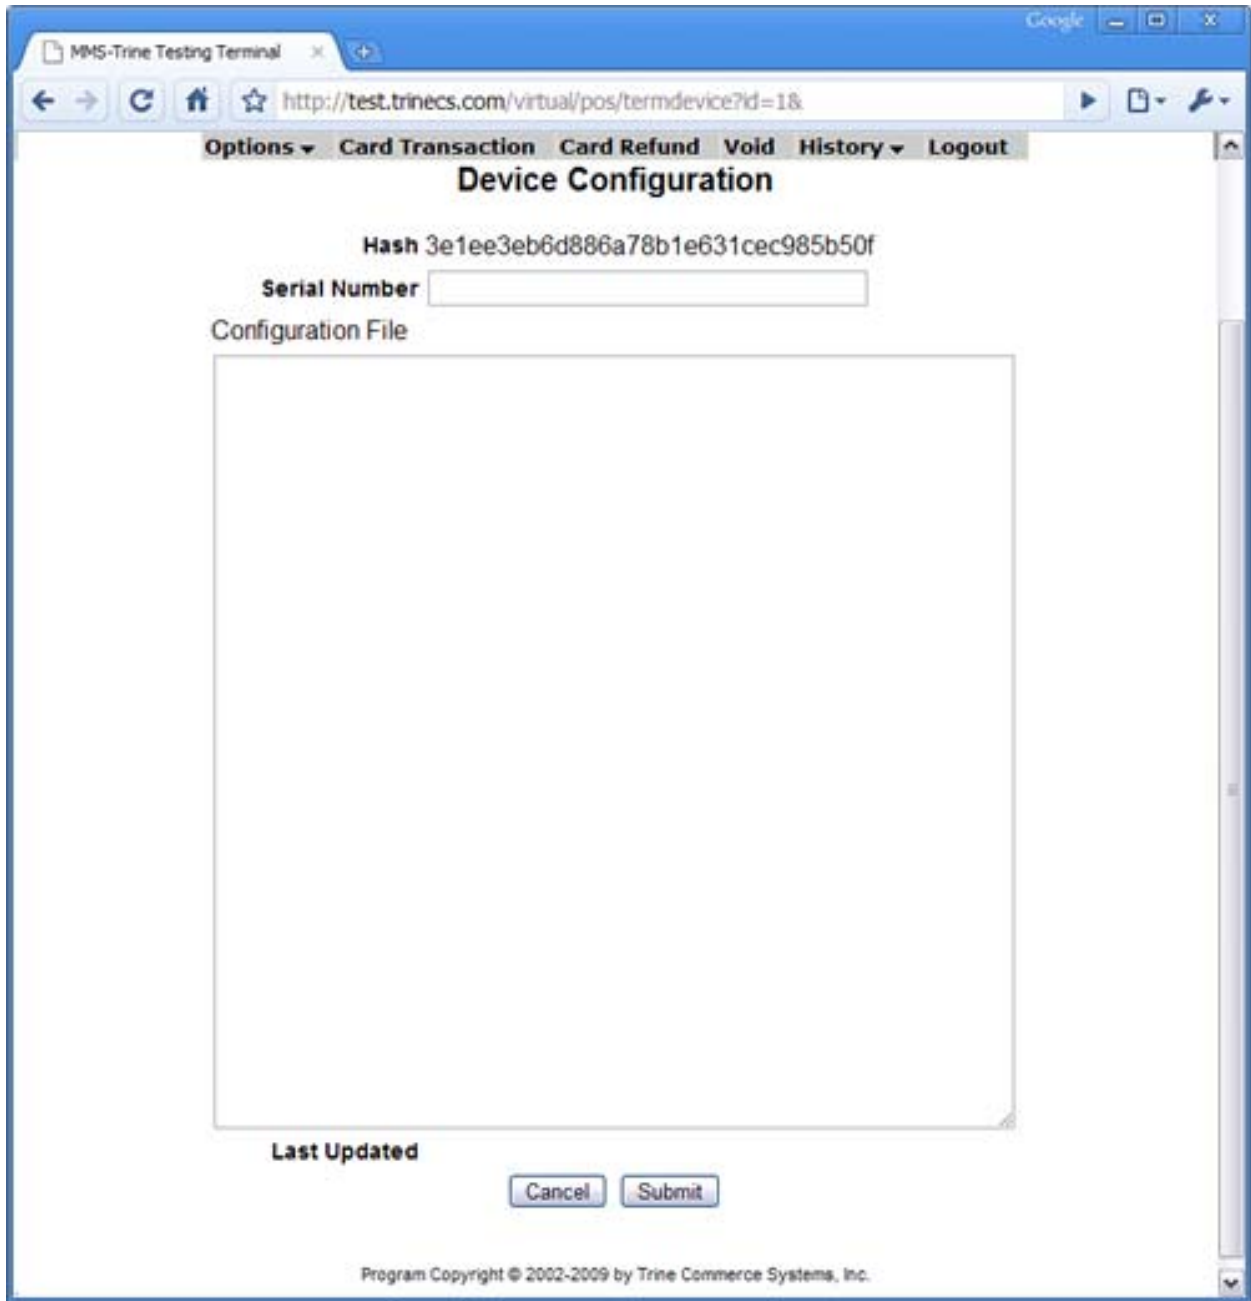 Google
MMS-Trine Testing Terminal
http://test.trinecs.com/virtual/pos/termdevice?id=1&
Options Card Transaction Card Refund Void History Logout
Device Configuration
Hash 3e1ee3eb6d886a78b1e631cec985b50f
Serial Number
Configuration File
Last Updated
Cancel Submit
Program Copyright © 2002-2009 by Trine Commerce Systems, Inc.